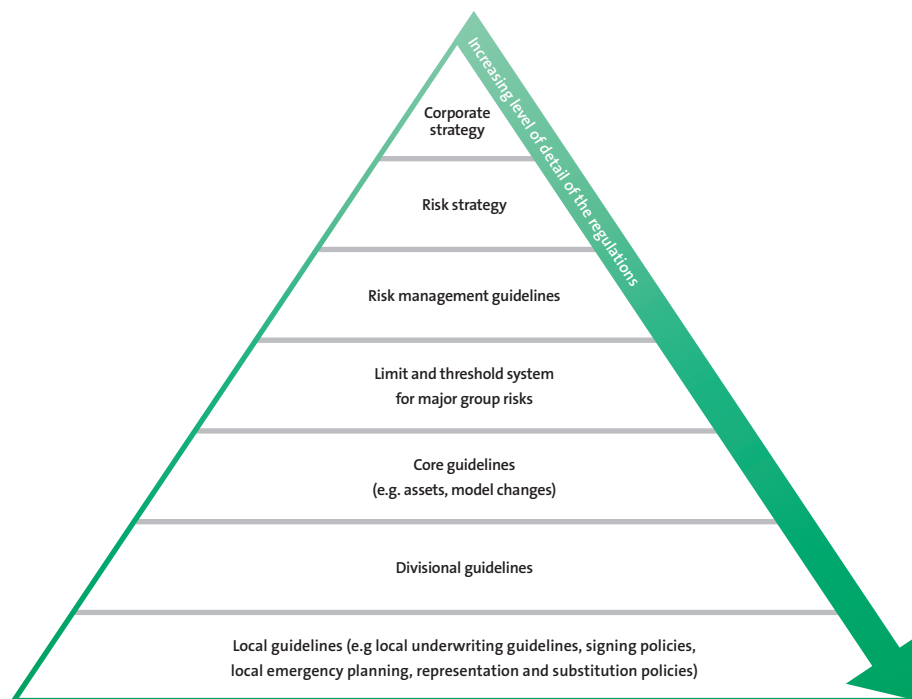 Increasing level of detail of the regulations
Corporate
strategy
Risk strategy
Risk management guidelines
Limit and threshold system
for major group risks
Core guidelines
(e.g. assets, model changes)
Divisional guidelines
Local guidelines (e.g local underwriting guidelines, signing policies,
local emergency planning, representation and substitution policies)